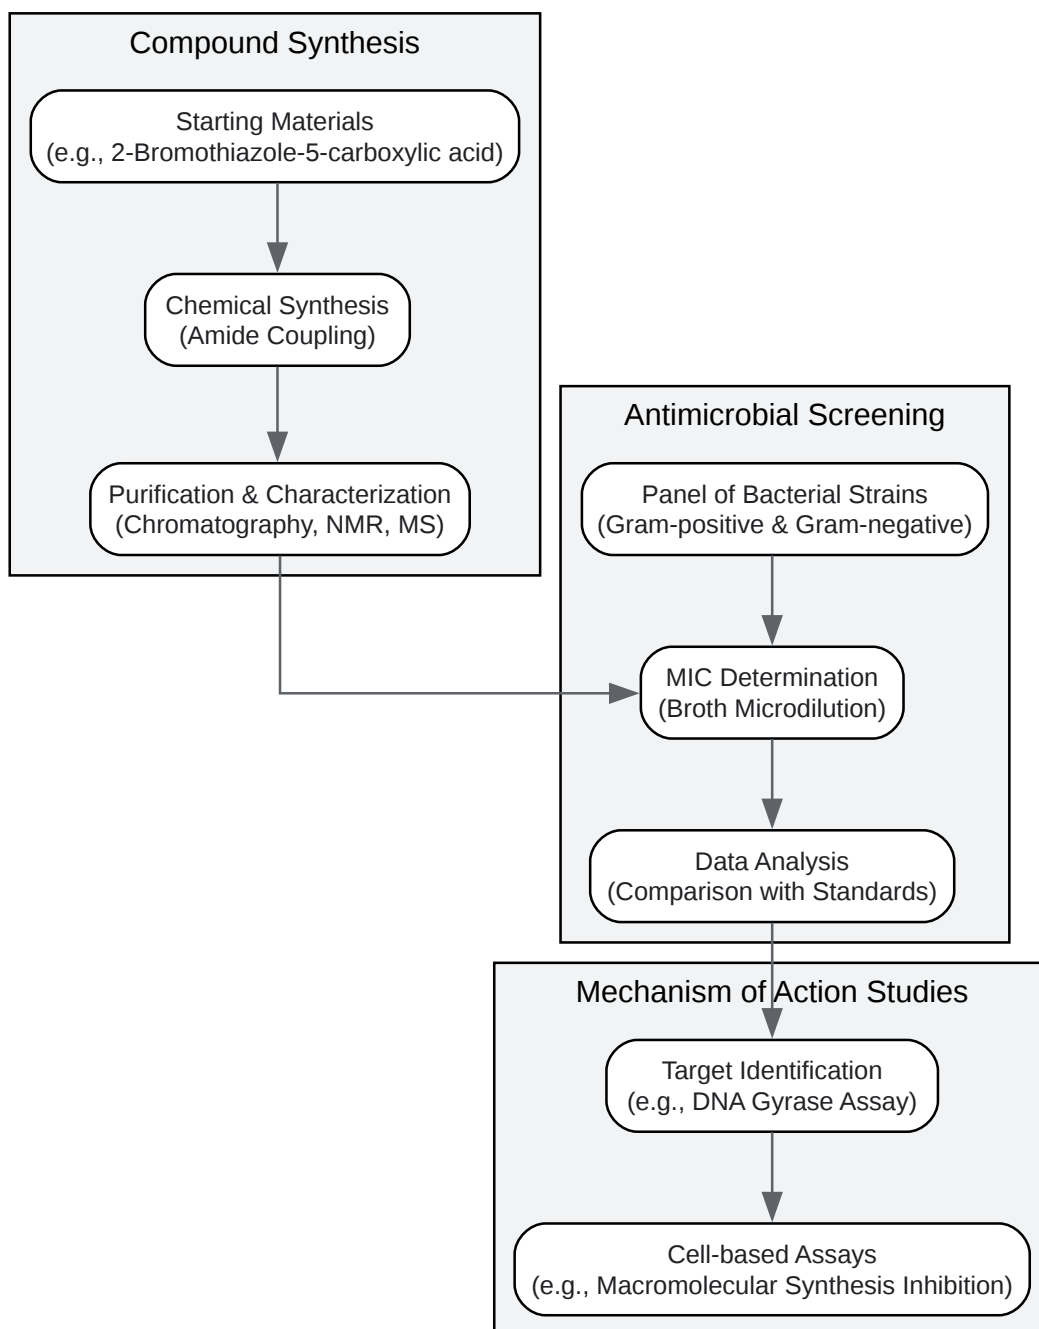 Compound Synthesis
Starting Materials
(e.g., 2-Bromothiazole-5-carboxylic acid)
Chemical Synthesis
(Amide Coupling)
Purification & Characterization
(Chromatography, NMR, MS)
Antimicrobial Screening
Panel of Bacterial Strains
(Gram-positive & Gram-negative)
MIC Determination
(Broth Microdilution)
Data Analysis
(Comparison with Standards)
Mechanism of Action Studies
Target Identification
(e.g., DNA Gyrase Assay)
Cell-based Assays
(e.g., Macromolecular Synthesis Inhibition)